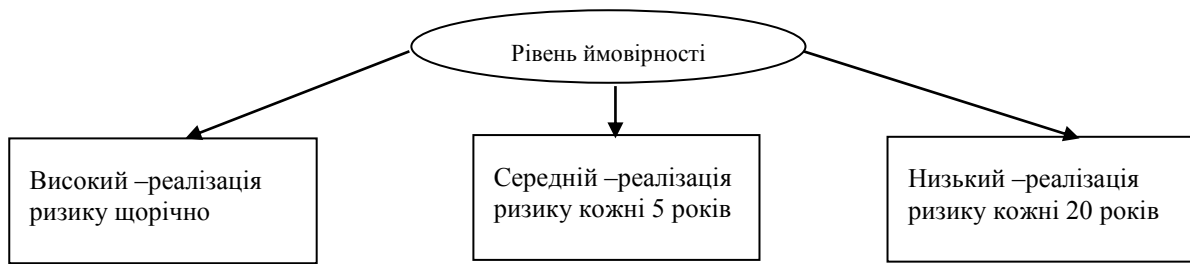 Рівень ймовірності
Високий –реалізація
ризику щорічно
Середній –реалізація
ризику кожні 5 років
Низький –реалізація
ризику кожні 20 років